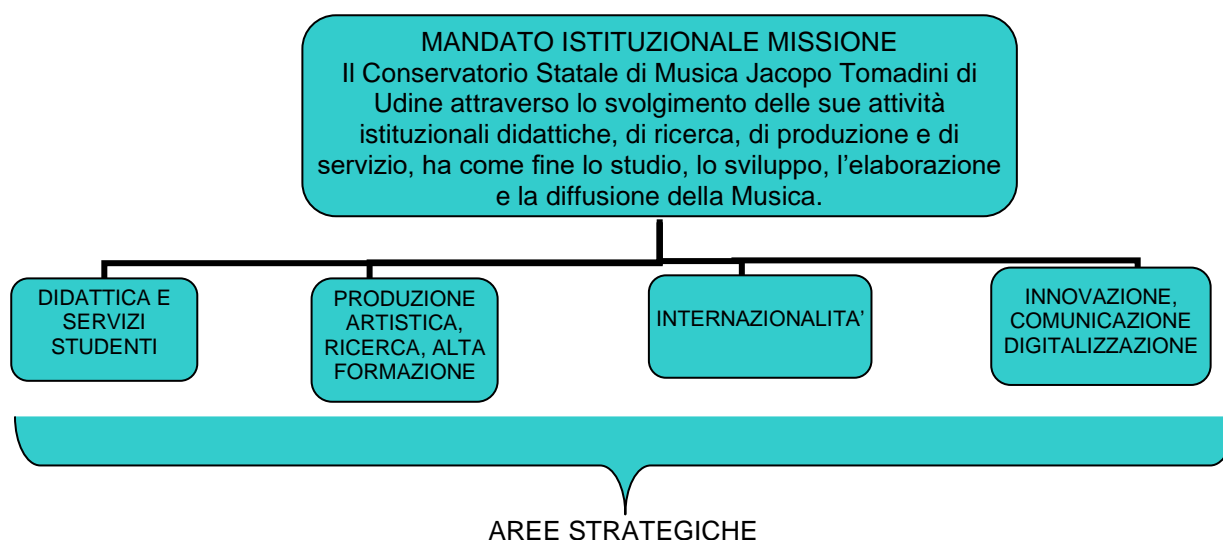 MANDATO ISTITUZIONALE MISSIONE
Il Conservatorio Statale di Musica Jacopo Tomadini di
Udine attraverso lo svolgimento delle sue attività
istituzionali didattiche, di ricerca, di produzione e di
servizio, ha come fine lo studio, lo sviluppo, l’elaborazione
e la diffusione della Musica.
DIDATTICA E
SERVIZI
STUDENTI
PRODUZIONE
ARTISTICA,
RICERCA, ALTA
FORMAZIONE
INTERNAZIONALITA’
INNOVAZIONE,
COMUNICAZIONE
DIGITALIZZAZIONE
AREE STRATEGICHE